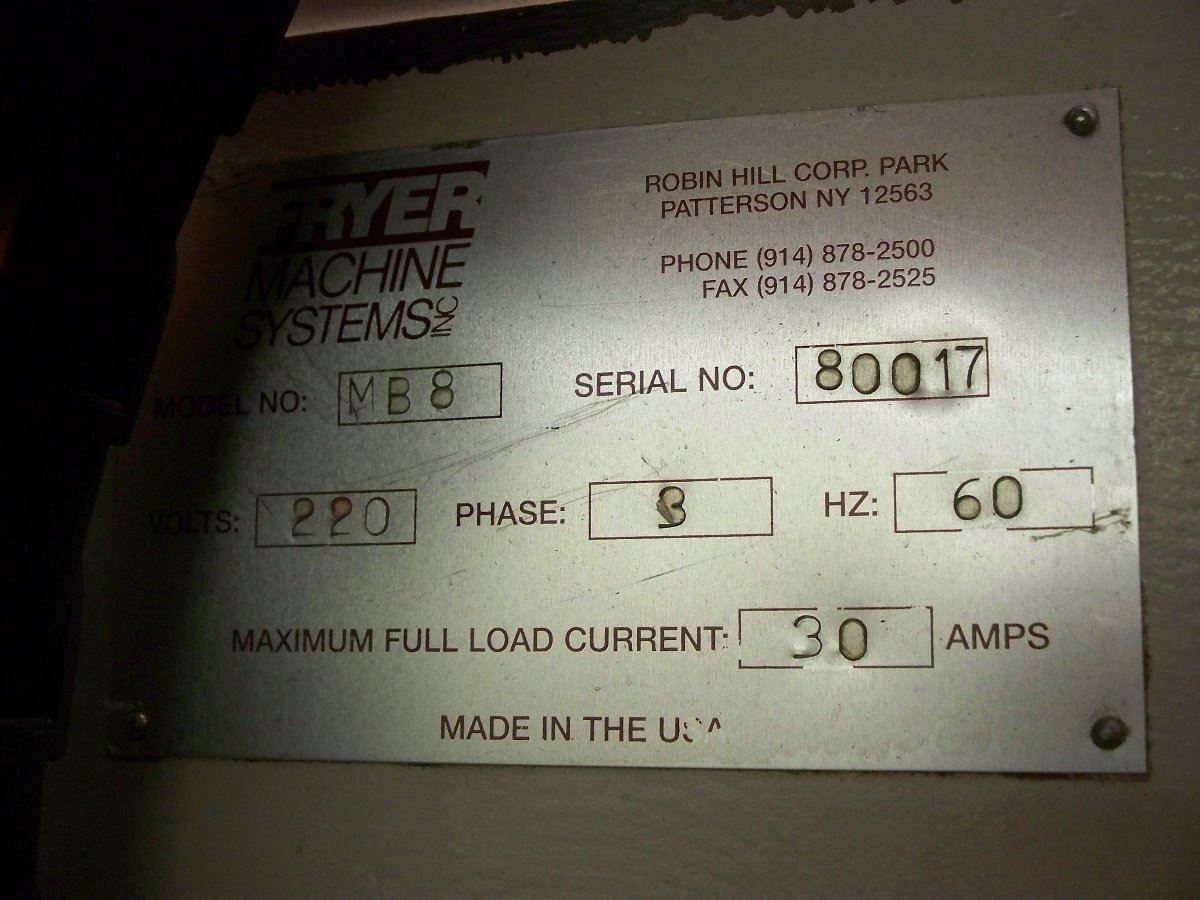 FRYER
MACHINE
SYSTEMS INC
ROBIN HILL CORP. PARK
PATTERSON NY 12563
PHONE (914) 878-2500
FAX (914) 878-2525
MODEL NO: MB8 SERIAL NO: 80017
VOLTS: 220 PHASE: 3 HZ: 60
MAXIMUM FULL LOAD CURRENT: 30 AMPS
MADE IN THE USA